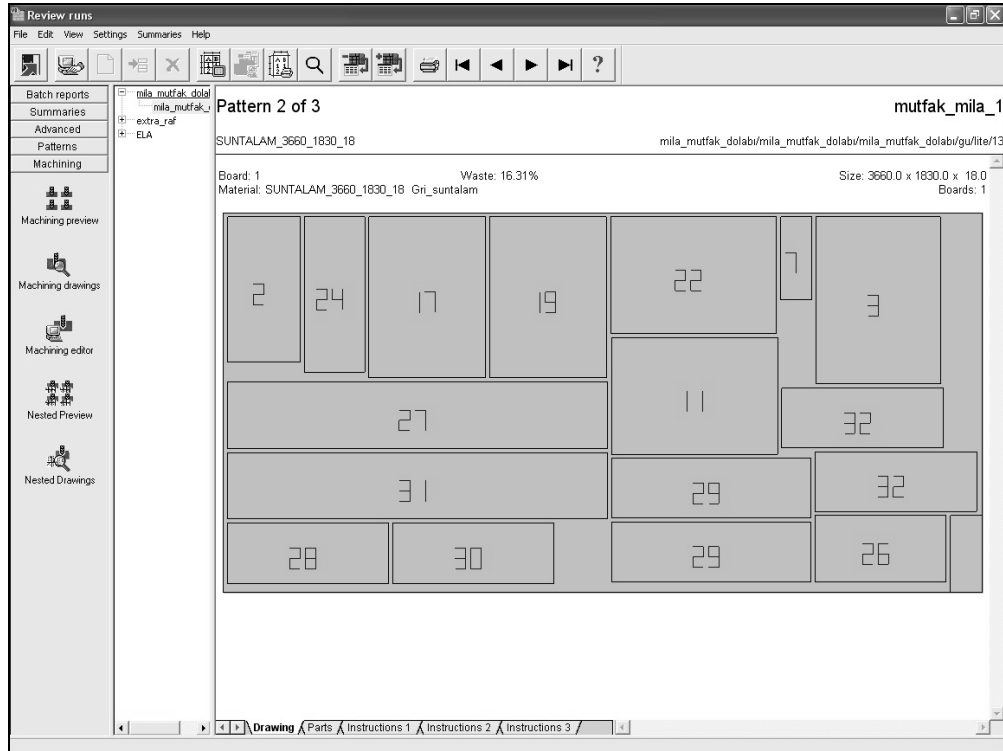 Review runs
File Edit View Settings Summaries Help
?
Batch reports
Summaries
Advanced
Patterns
Machining
Machining preview
Machining drawings
Machining editor
Nested Preview
Nested Drawings
mila_mutfak_dolal
mila_mutfak_
extra_raf
ELA
Pattern 2 of 3 mutfak_mila_1
SUNTALAM_3660_1830_18 mila_mutfak_dolabı/mila_mutfak_dolabı/mila_mutfak_dolabı/gu/lite/13
Board: 1 Waste: 16.31% Size: 3660.0 x 1830.0 x 18.0
Material: SUNTALAM_3660_1830_18 Gri_suntalam Boards: 1
2 24 17 19 22 7 3
11
27 32
31 29 32
28 30 29 26
Drawing Parts Instructions 1 Instructions 2 Instructions 3